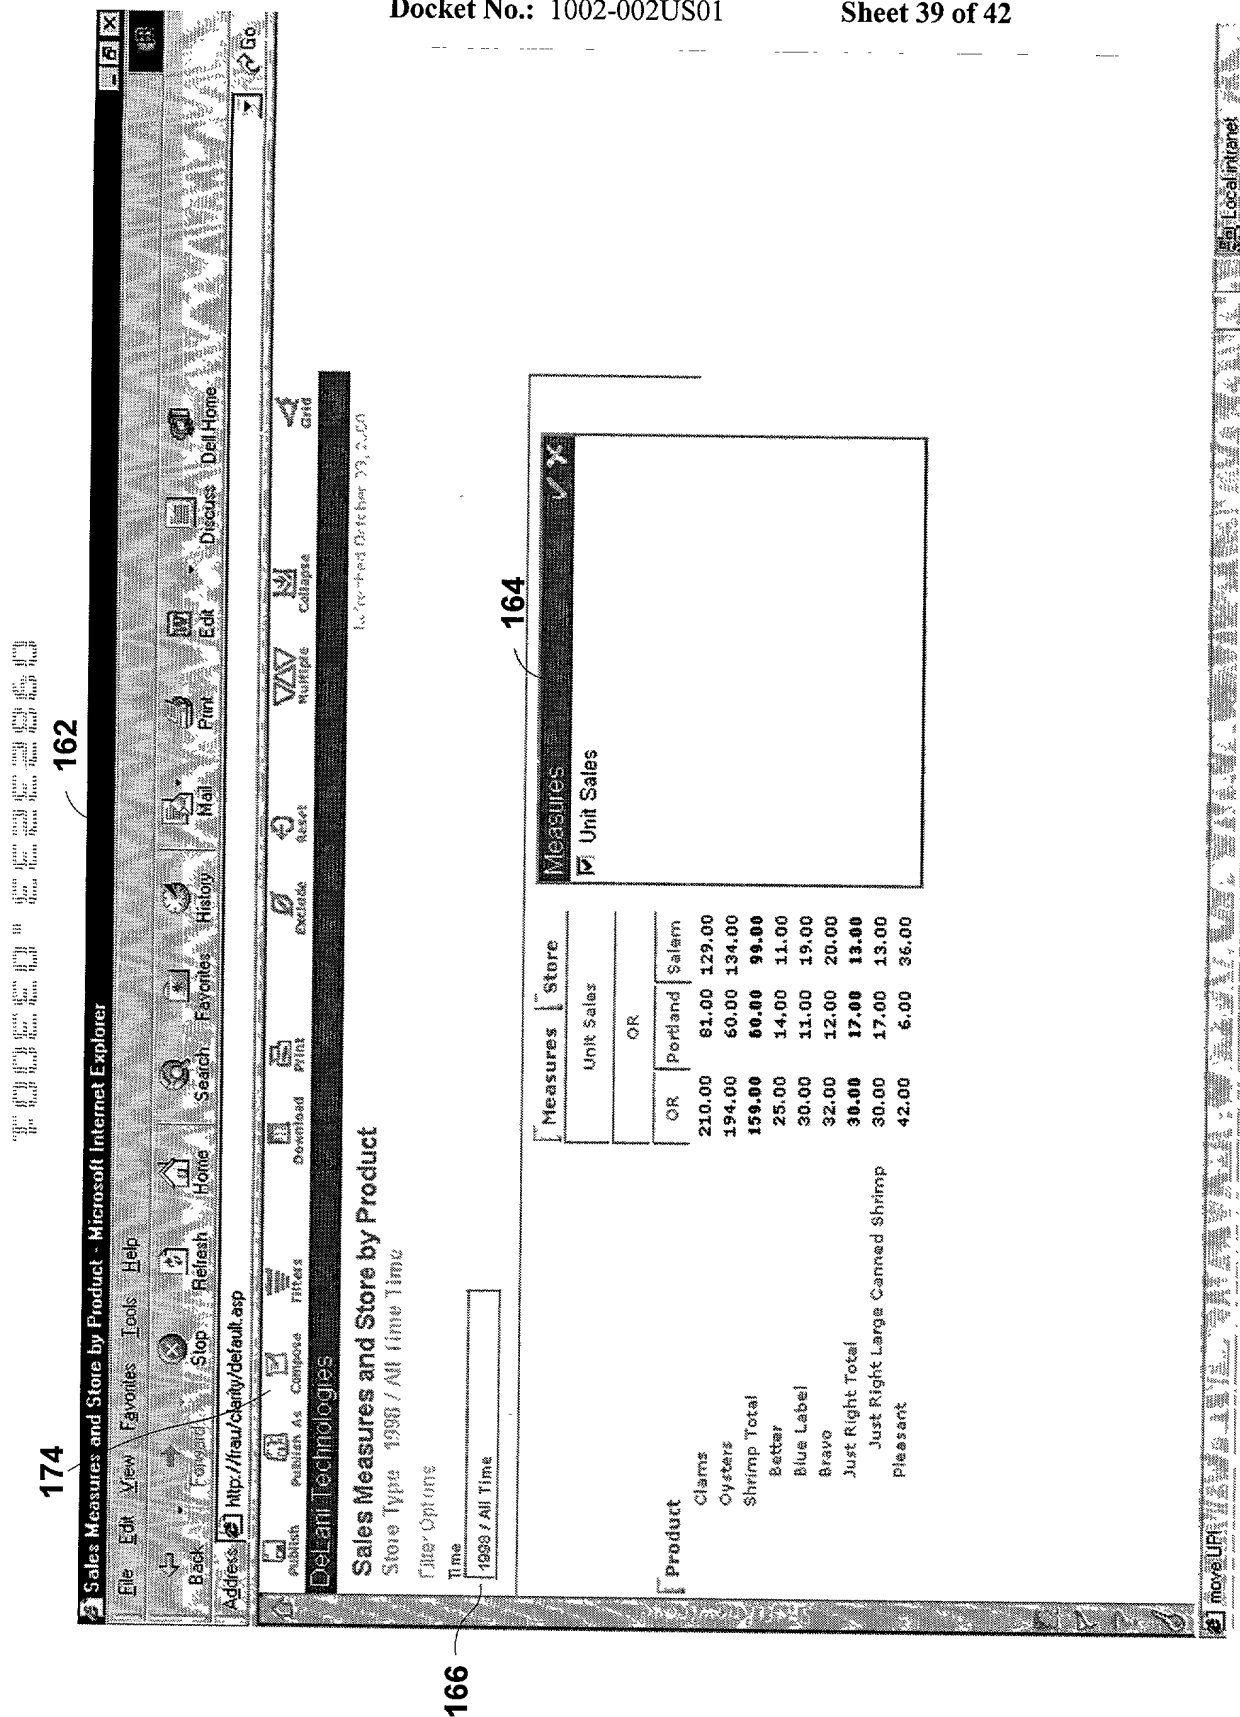 Docket No.: 1002-002US01 Sheet 39 of 42
174
162
Sales Measures and Store by Product - Microsoft Internet Explorer
File Edit View Favorites Tools Help
Back Forward Stop Refresh Home Search Favorites History Mail Print Edit Discuss Dell Home
Address http://frau/clarity/default.asp Go
Publish Publish As Compose Filters Download Print Exclude Reset Multiple Collapse Grid
DeLani Technologies
Sales Measures and Store by Product
Store Type 1998 / All Time Time
Filter Options
Time
1998 / All Time
166
164
Measures Store
Measures
Unit Sales
Unit Sales
OR
Product OR Portland Salem
Clams 210.00 81.00 129.00
Oysters 194.00 60.00 134.00
Shrimp Total 159.00 60.00 99.00
Better 25.00 14.00 11.00
Blue Label 30.00 11.00 19.00
Bravo 32.00 12.00 20.00
Just Right Total 30.00 17.00 13.00
Just Right Large Canned Shrimp 30.00 17.00 13.00
Pleasant 42.00 6.00 36.00
move:UP Local intranet